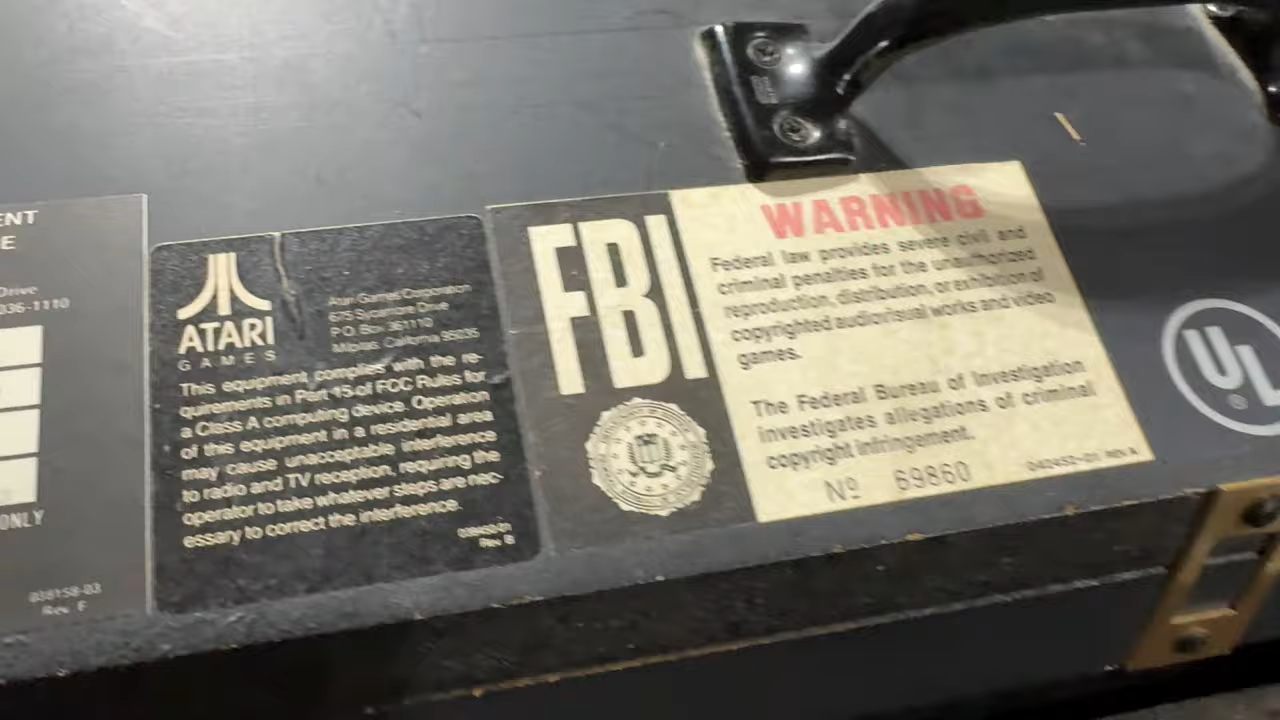 ENT
E
Drive
036-1110
ONLY
038158-03
Rev. F
ATARI
GAMES
Atari Games Corporation
675 Sycamore Drive
P.O. Box 361110
Milpitas, California 95035
This equipment complies with the re-
quirements in Part 15 of FCC Rules for
a Class A computing device. Operation
of this equipment in a residential area
may cause unacceptable interference
to radio and TV reception, requiring the
operator to take whatever steps are nec-
essary to correct the interference.
Rev. B
FBI
WARNING
Federal law provides severe civil and
criminal penalties for the unauthorized
reproduction, distribution, or exhibition of
copyrighted audiovisual works and video
games.
The Federal Bureau of Investigation
investigates allegations of criminal
copyright infringement.
Nº 69860
REV A
UL
®